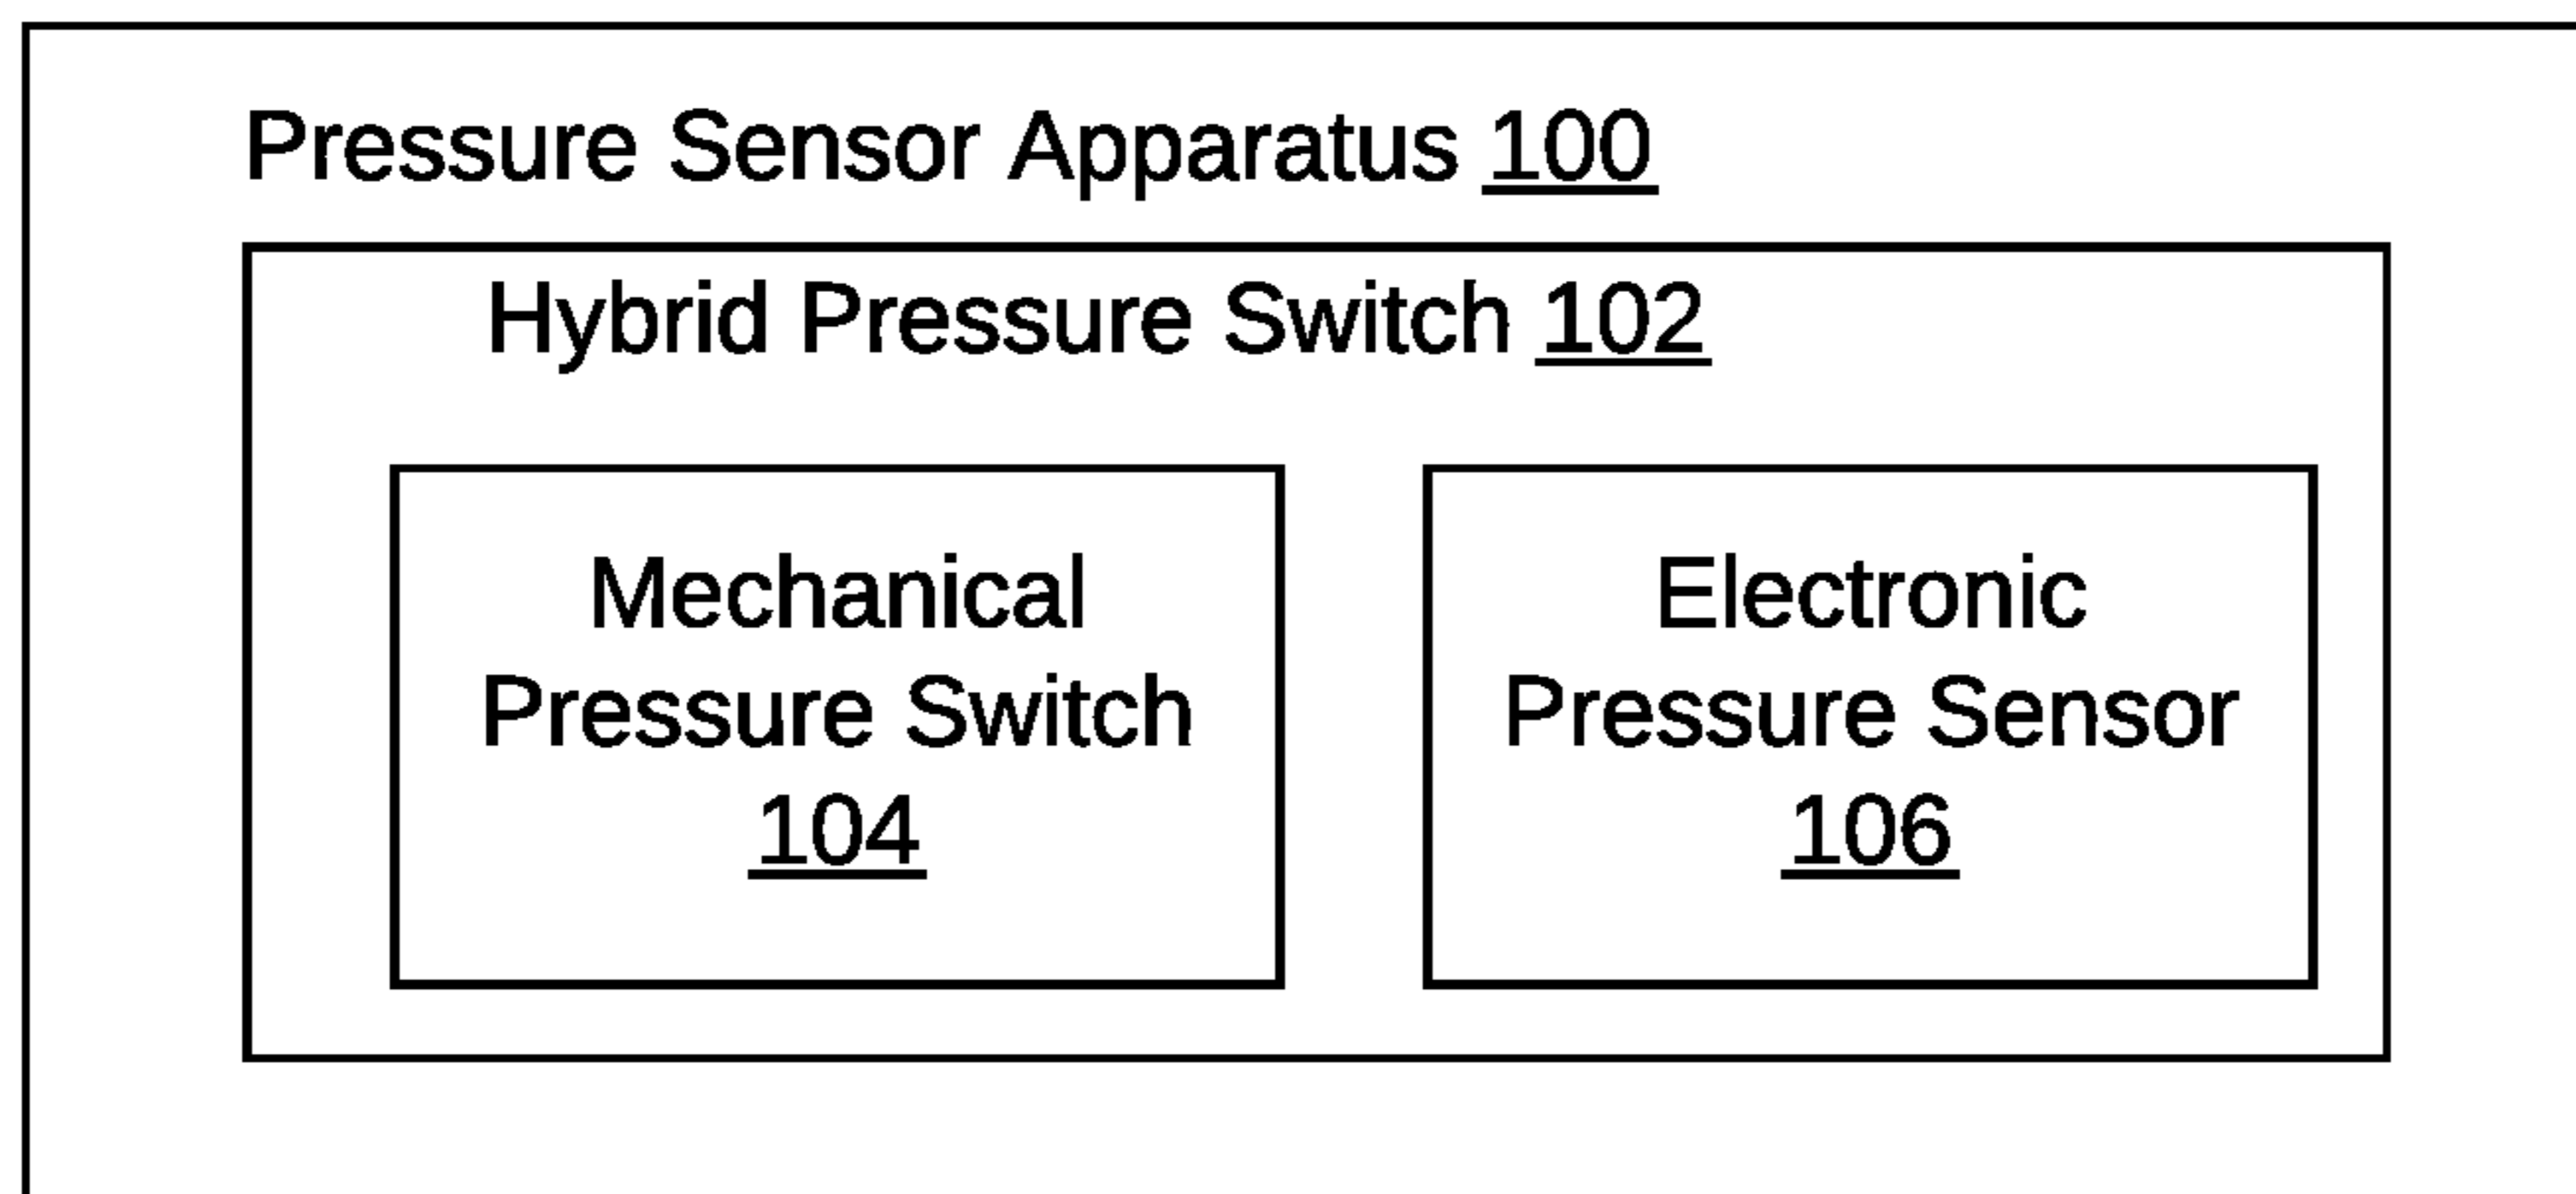 Pressure Sensor Apparatus 100
Hybrid Pressure Switch 102
Mechanical
Pressure Switch
104
Electronic
Pressure Sensor
106